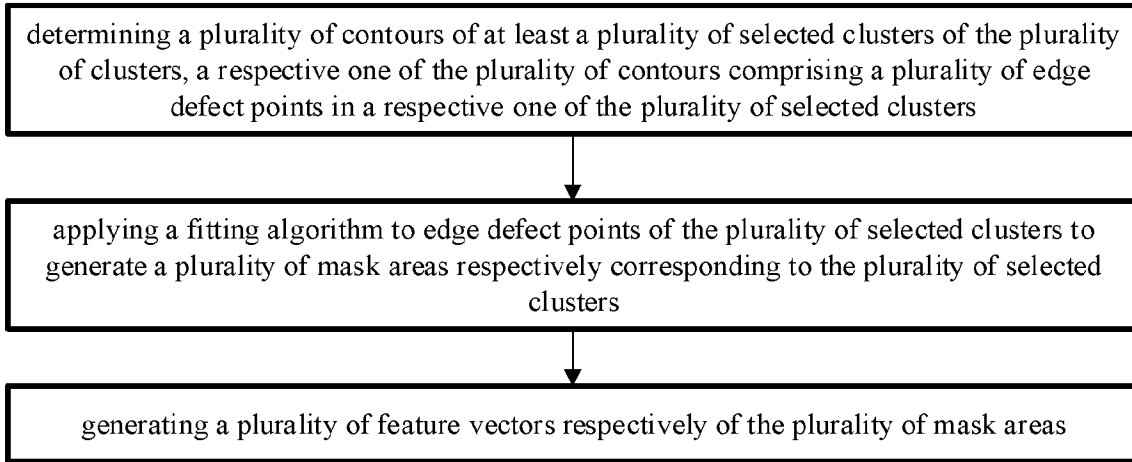 determining a plurality of contours of at least a plurality of selected clusters of the plurality
of clusters, a respective one of the plurality of contours comprising a plurality of edge
defect points in a respective one of the plurality of selected clusters
applying a fitting algorithm to edge defect points of the plurality of selected clusters to
generate a plurality of mask areas respectively corresponding to the plurality of selected
clusters
generating a plurality of feature vectors respectively of the plurality of mask areas